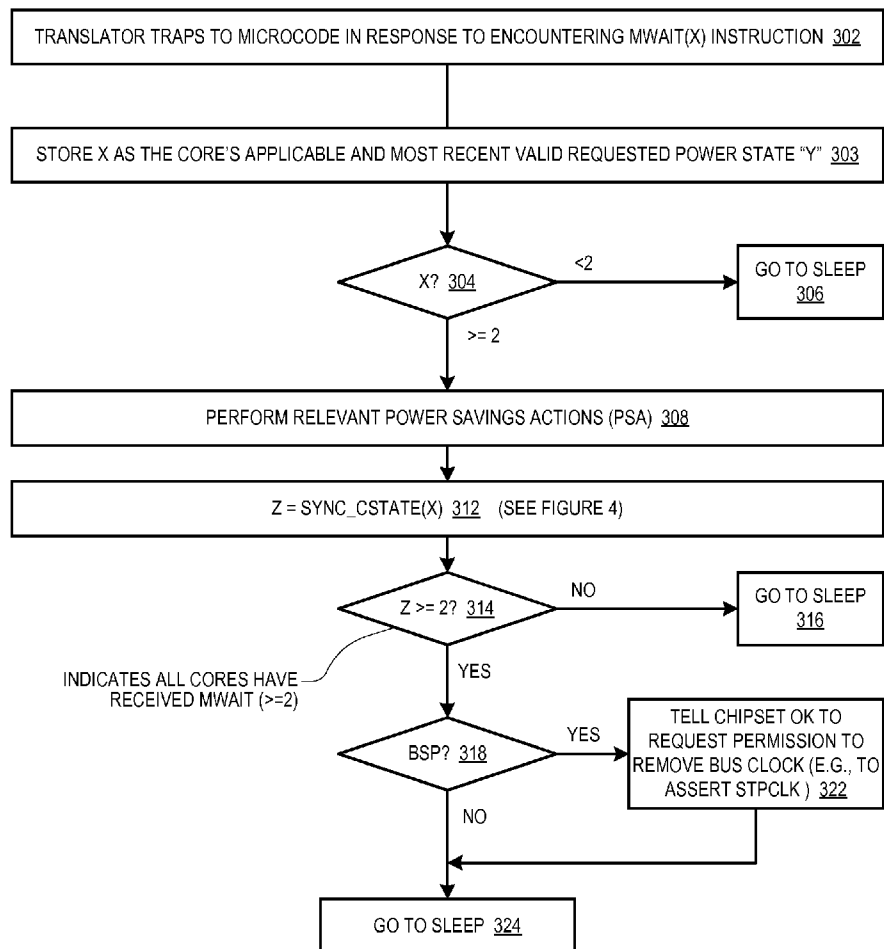 TRANSLATOR TRAPS TO MICROCODE IN RESPONSE TO ENCOUNTERING MWAIT(X) INSTRUCTION 302
STORE X AS THE CORE'S APPLICABLE AND MOST RECENT VALID REQUESTED POWER STATE “Y” 303
X? 304
<2
GO TO SLEEP
306
>= 2
PERFORM RELEVANT POWER SAVINGS ACTIONS (PSA) 308
Z = SYNC_CSTATE(X) 312 (SEE FIGURE 4)
Z >= 2? 314
NO
GO TO SLEEP
316
INDICATES ALL CORES HAVE
RECEIVED MWAIT (>=2)
YES
BSP? 318
YES
TELL CHIPSET OK TO
REQUEST PERMISSION TO
REMOVE BUS CLOCK (E.G., TO
ASSERT STPCLK ) 322
NO
GO TO SLEEP 324